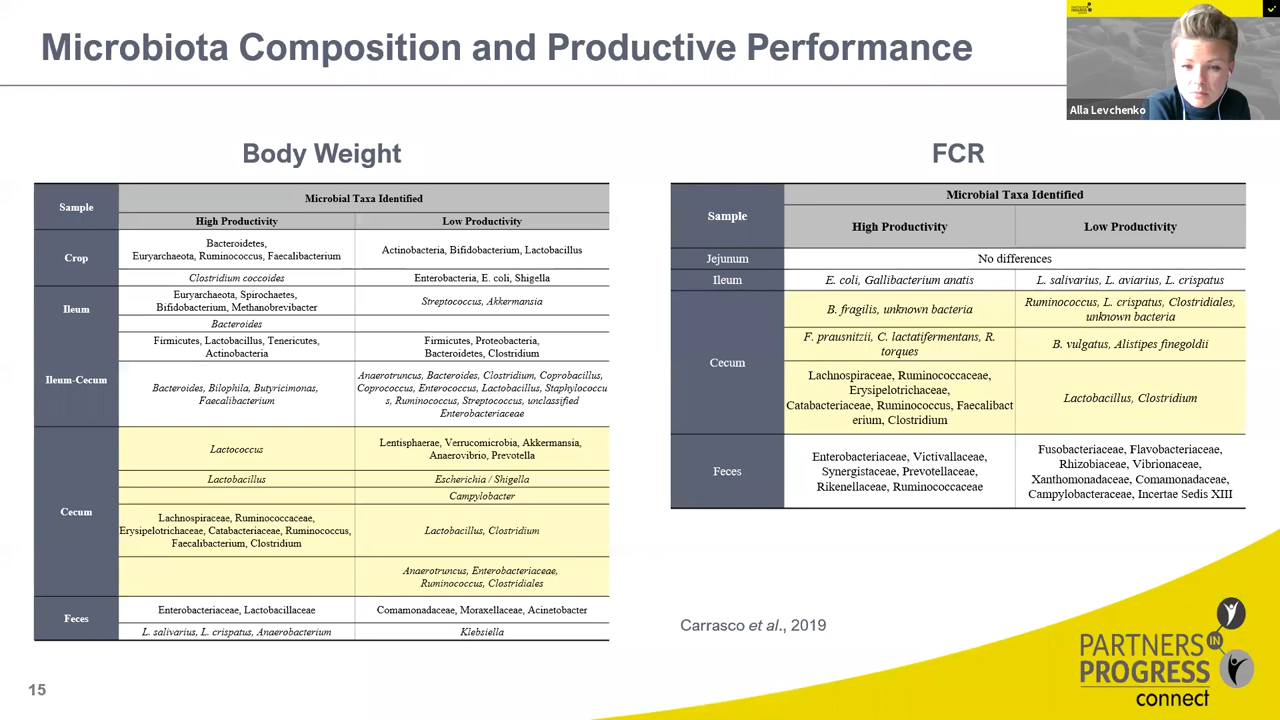 Microbiota Composition and Productive Performance
PARTNERS
IN
PROGRESS
Alla Levchenko
Body Weight
Sample
Microbial Taxa Identified
High Productivity
Low Productivity
Crop
Bacteroidetes,
Euryarchaeota, Ruminococcus, Faecalibacterium
Actinobacteria, Bifidobacterium, Lactobacillus
Clostridium coccoides
Enterobacteria, E. coli, Shigella
Ileum
Euryarchaeota, Spirochaetes,
Bifidobacterium, Methanobrevibacter
Streptococcus, Akkermansia
Bacteroides
Ileum-Cecum
Firmicutes, Lactobacillus, Tenericutes,
Actinobacteria
Firmicutes, Proteobacteria,
Bacteroidetes, Clostridium
Bacteroides, Bilophila, Butyricimonas,
Faecalibacterium
Anaerotruncus, Bacteroides, Clostridium, Coprobacillus,
Coprococcus, Enterococcus, Lactobacillus, Staphylococcu
s, Ruminococcus, Streptococcus, unclassified
Enterobacteriaceae
Cecum
Lactococcus
Lentisphaerae, Verrucomicrobia, Akkermansia,
Anaerovibrio, Prevotella
Lactobacillus
Escherichia / Shigella
Campylobacter
Lachnospiraceae, Ruminococcaceae,
Erysipelotrichaceae, Catabacteriaceae, Ruminococcus,
Faecalibacterium, Clostridium
Lactobacillus, Clostridium
Anaerotruncus, Enterobacteriaceae,
Ruminococcus, Clostridiales
Feces
Enterobacteriaceae, Lactobacillaceae
Comamonadaceae, Moraxellaceae, Acinetobacter
L. salivarius, L. crispatus, Anaerobacterium
Klebsiella
FCR
Sample
Microbial Taxa Identified
High Productivity
Low Productivity
Jejunum
No differences
Ileum
E. coli, Gallibacterium anatis
L. salivarius, L. aviarius, L. crispatus
Cecum
B. fragilis, unknown bacteria
Ruminococcus, L. crispatus, Clostridiales,
unknown bacteria
F. prausnitzii, C. lactatifermentans, R.
torques
B. vulgatus, Alistipes finegoldii
Lachnospiraceae, Ruminococcaceae,
Erysipelotrichaceae,
Catabacteriaceae, Ruminococcus, Faecalibact
erium, Clostridium
Lactobacillus, Clostridium
Feces
Enterobacteriaceae, Victivallaceae,
Synergistaceae, Prevotellaceae,
Rikenellaceae, Ruminococcaceae
Fusobacteriaceae, Flavobacteriaceae,
Rhizobiaceae, Vibrionaceae,
Xanthomonadaceae, Comamonadaceae,
Campylobacteraceae, Incertae Sedis XIII
Carrasco et al., 2019
15
PARTNERS
IN
PROGRESS
connect